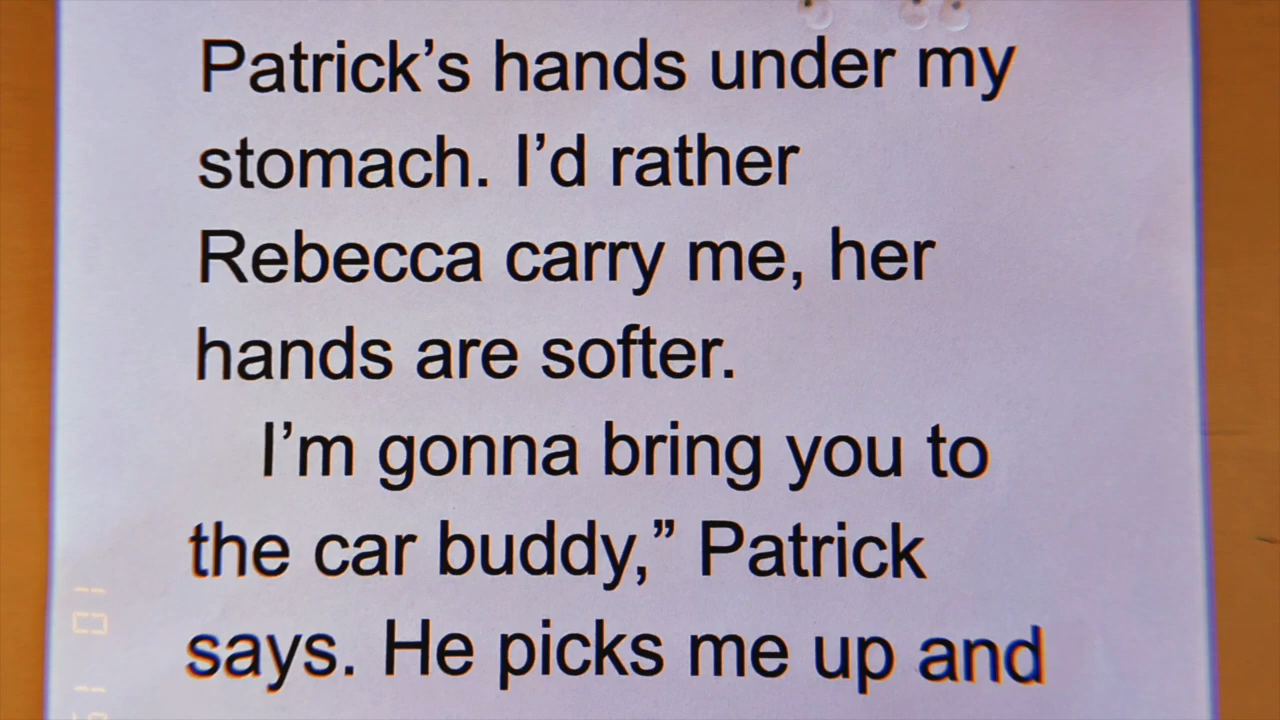 Patrick’s hands under my
stomach. I’d rather
Rebecca carry me, her
hands are softer.
I’m gonna bring you to
the car buddy,” Patrick
says. He picks me up and